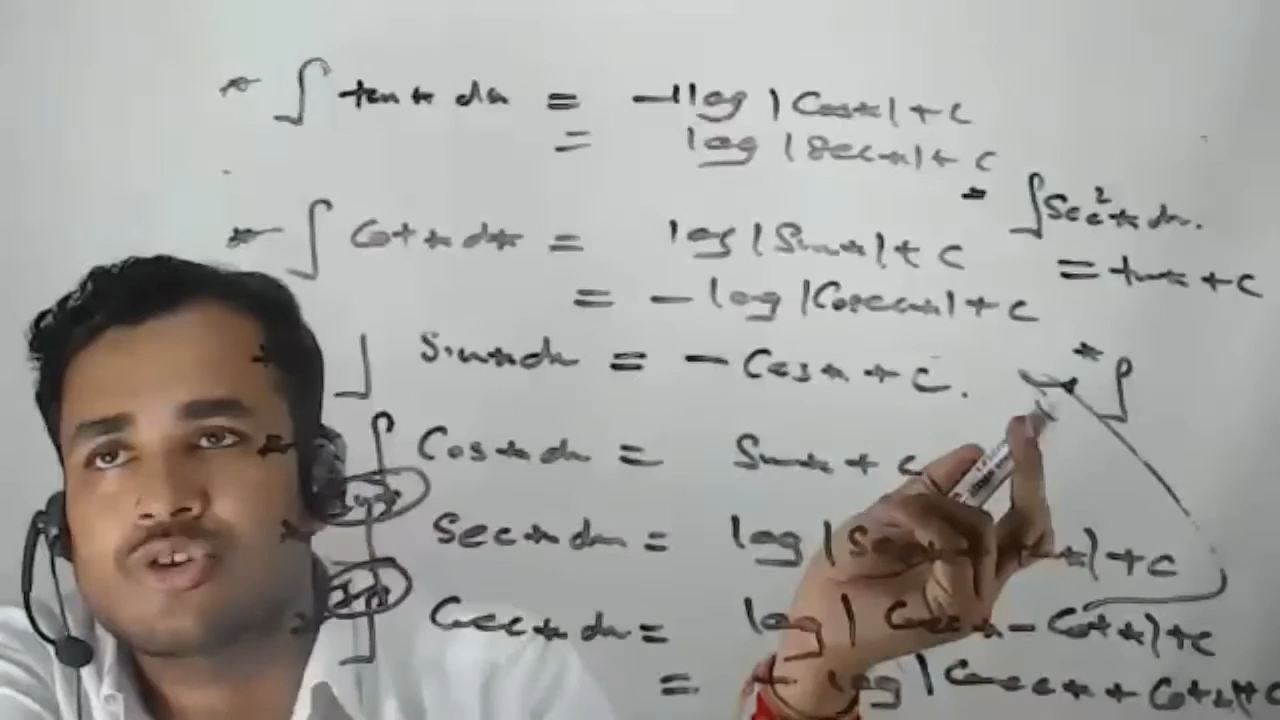 ∫ tan x dx = - log |Cos x| + c
= log |sec x| + c
∫ Sec² x dx.
= tan x + c
∫ Cot x dx = log |Sin x| + c
= - log |Cosec x| + c
∫ Sin x dx = - Cos x + c.
∫
∫ Cos x dx = Sin x + c
∫ Sec x dx = log |Sec x x| + c
∫ Cosec x dx = log | Cosec x - Cot x| + c
= - log | Cosec x + Cot x| + c